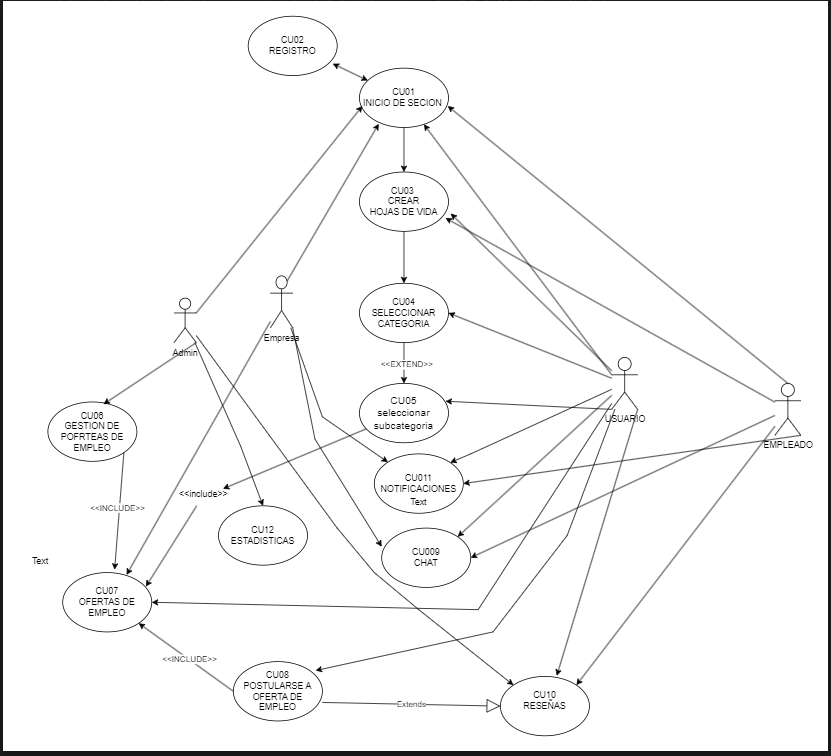 CU02
REGISTRO
CU01
INICIO DE SECION
CU03
CREAR
HOJAS DE VIDA
CU04
SELECCIONAR
CATEGORIA
Empresa
Admin
<<EXTEND>>
CU05
seleccionar
subcategoria
USUARIO
EMPLEADO
CU06
GESTION DE
POFRTEAS DE
EMPLEO
CU011
NOTIFICACIONES
Text
<<include>>
<<INCLUDE>>
CU12
ESTADISTICAS
CU009
CHAT
Text
CU07
OFERTAS DE
EMPLEO
<<INCLUDE>>
CU08
POSTULARSE A
OFERTA DE
EMPLEO
Extends
CU10
RESEÑAS